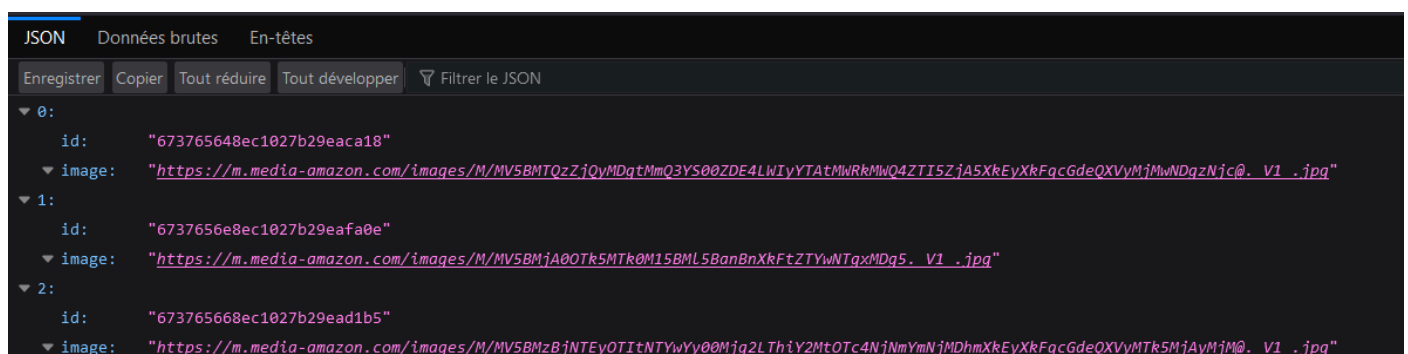 JSON Données brutes En-têtes
Enregistrer Copier Tout réduire Tout développer Filtrer le JSON
0:
id: "673765648ec1027b29eaca18"
image: "https://m.media-amazon.com/images/M/MV5BMTQzZjQyMDgtMmQ3YS00ZDE4LWIyYTAtMWRkMWQ4ZTI5ZjA5XkEyXkFqcGdeQXVyMjMwNDgzNjc@._V1_.jpg"
1:
id: "6737656e8ec1027b29eafa0e"
image: "https://m.media-amazon.com/images/M/MV5BMjA0OTk5MTk0M15BMl5BanBnXkFtZTYwNTgxMDg5._V1_.jpg"
2:
id: "673765668ec1027b29ead1b5"
image: "https://m.media-amazon.com/images/M/MV5BMzBjNTEyOTItNTYwYy00Mjg2LThiY2MtOTc4NjNmYmNjMDhmXkEyXkFqcGdeQXVyMTk5MjAyMjM@._V1_.jpg"